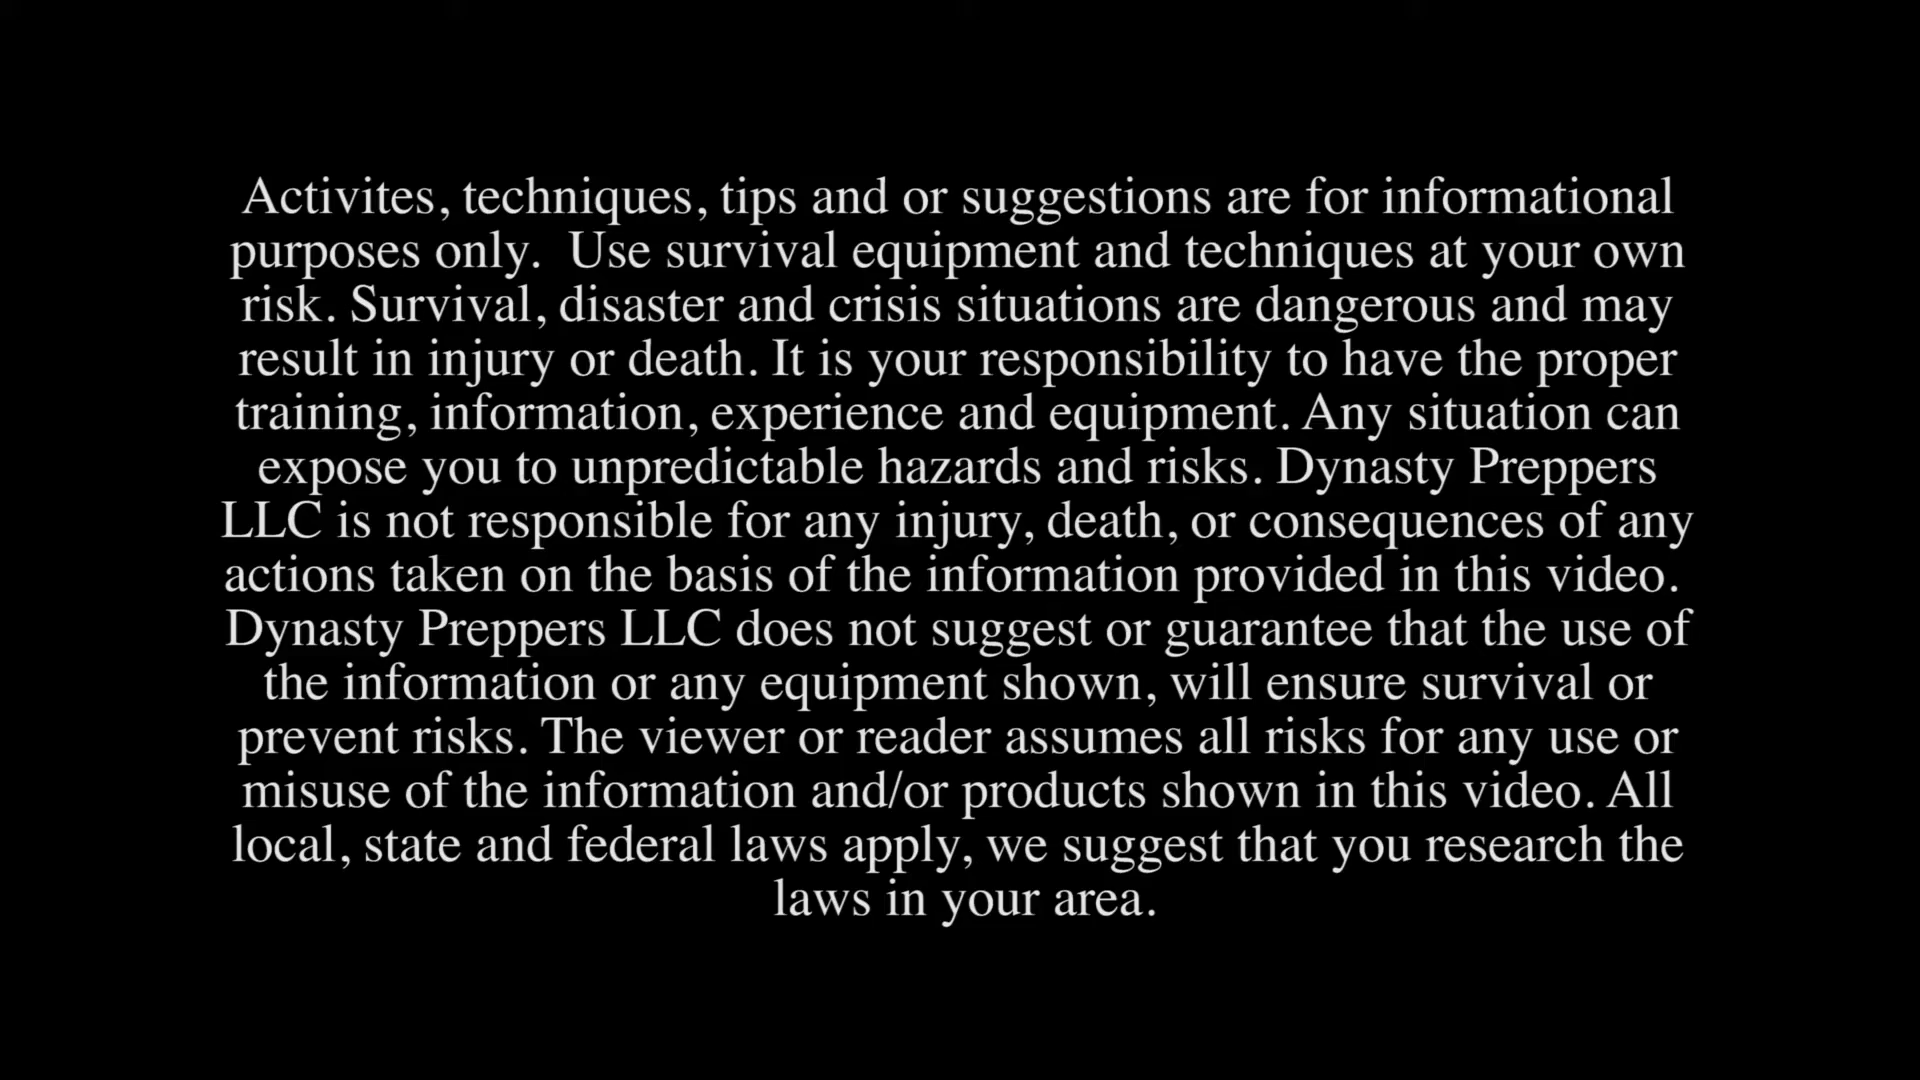 Activites, techniques, tips and or suggestions are for informational
purposes only.  Use survival equipment and techniques at your own
risk. Survival, disaster and crisis situations are dangerous and may
result in injury or death. It is your responsibility to have the proper
training, information, experience and equipment. Any situation can
expose you to unpredictable hazards and risks. Dynasty Preppers
LLC is not responsible for any injury, death, or consequences of any
actions taken on the basis of the information provided in this video.
Dynasty Preppers LLC does not suggest or guarantee that the use of
the information or any equipment shown, will ensure survival or
prevent risks. The viewer or reader assumes all risks for any use or
misuse of the information and/or products shown in this video. All
local, state and federal laws apply, we suggest that you research the
laws in your area.